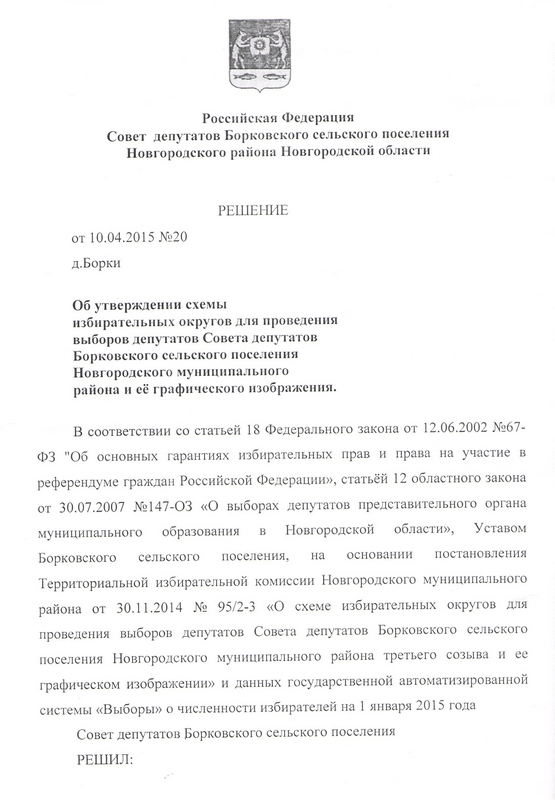 Российская Федерация
Совет депутатов Борковского сельского поселения
Новгородского района Новгородской области
РЕШЕНИЕ
от 10.04.2015 №20
д.Борки
Об утверждении схемы
избирательных округов для проведения
выборов депутатов Совета депутатов
Борковского сельского поселения
Новгородского муниципального
района и её графического изображения.
В соответствии со статьей 18 Федерального закона от 12.06.2002 №67-
ФЗ "Об основных гарантиях избирательных прав и права на участие в
референдуме граждан Российской Федерации», статьёй 12 областного закона
от 30.07.2007 №147-ОЗ «О выборах депутатов представительного органа
муниципального образования в Новгородской области», Уставом
Борковского сельского поселения, на основании постановления
Территориальной избирательной комиссии Новгородского муниципального
района от 30.11.2014 № 95/2-3 «О схеме избирательных округов для
проведения выборов депутатов Совета депутатов Борковского сельского
поселения Новгородского муниципального района третьего созыва и ее
графическом изображении» и данных государственной автоматизированной
системы «Выборы» о численности избирателей на 1 января 2015 года
Совет депутатов Борковского сельского поселения
РЕШИЛ: